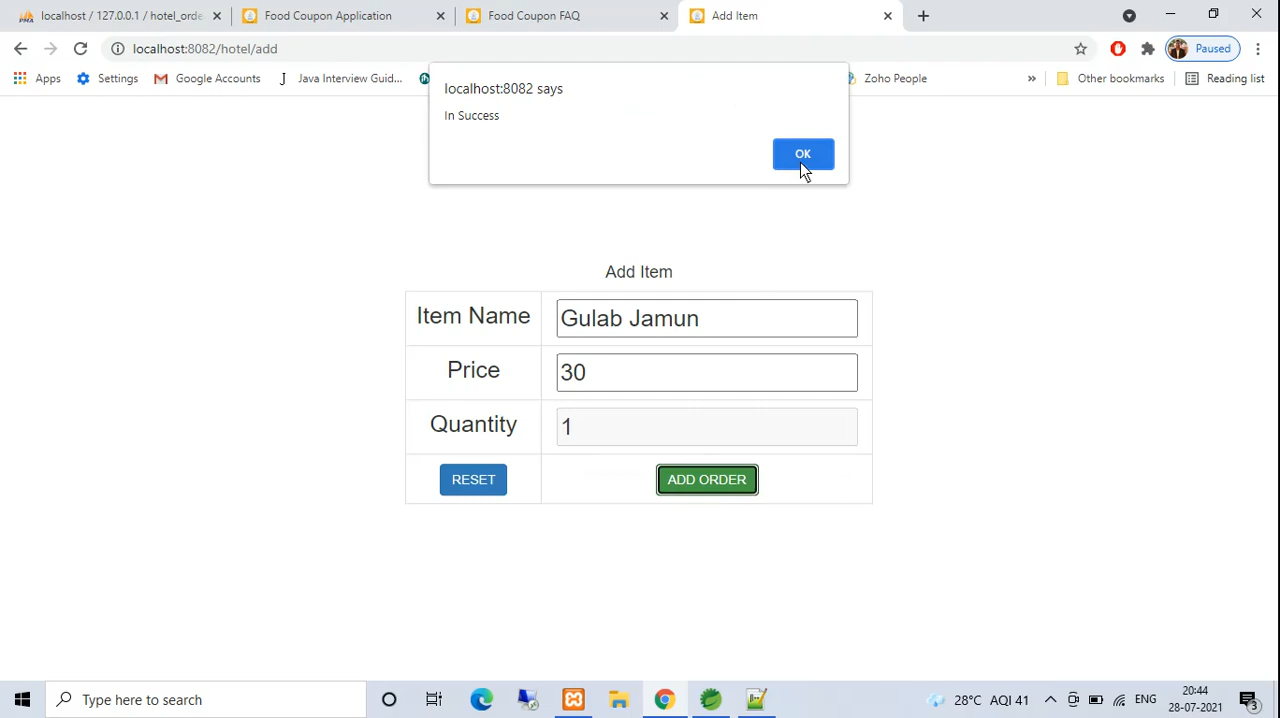 localhost / 127.0.0.1 / hotel_orde
Food Coupon Application
Food Coupon FAQ
Add Item
localhost:8082/hotel/add
Paused
Apps
Settings
Google Accounts
Java Interview Guid...
Zoho People
»
Other bookmarks
Reading list
localhost:8082 says
In Success
OK
Add Item
Item Name
Gulab Jamun
Price
30
Quantity
1
RESET
ADD ORDER
Type here to search
28°C AQI 41
ENG
20:44
28-07-2021
3